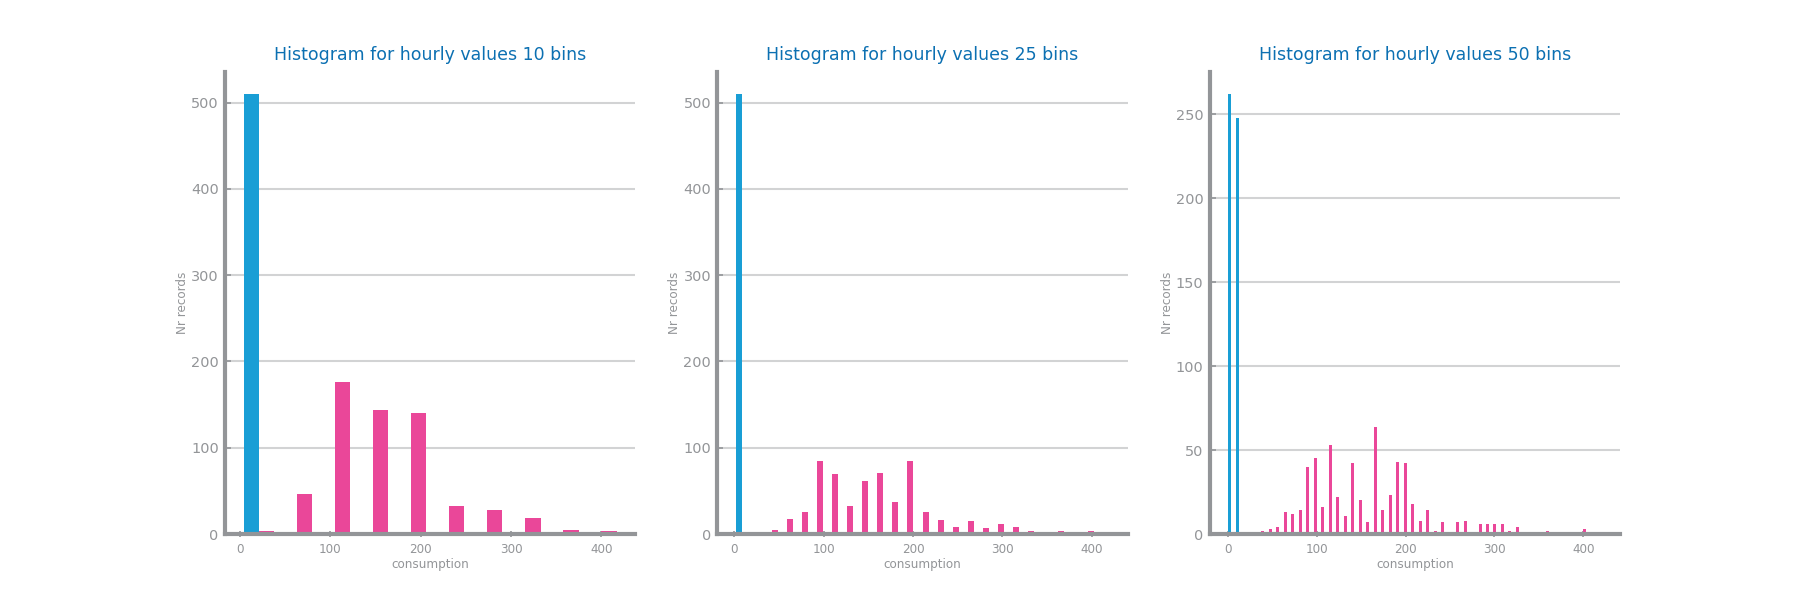 Histogram for hourly values 10 bins
500
400
300
200
100
0
Nr records
0 100 200 300 400
consumption
Histogram for hourly values 25 bins
500
400
300
200
100
0
Nr records
0 100 200 300 400
consumption
Histogram for hourly values 50 bins
250
200
150
100
50
0
Nr records
0 100 200 300 400
consumption